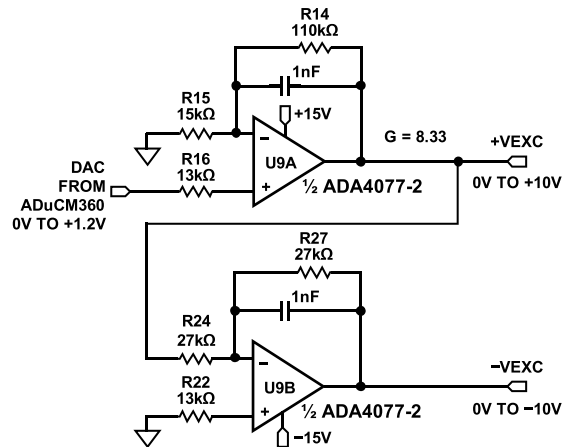 R14
110kΩ
1nF
R15
15kΩ
+15V
−
U9A
+
G = 8.33
+VEXC
0V TO +10V
½ ADA4077-2
DAC
FROM
ADuCM360
0V TO +1.2V
R16
13kΩ
R27
27kΩ
1nF
R24
27kΩ
−
U9B
+
−VEXC
0V TO −10V
R22
13kΩ
½ ADA4077-2
−15V